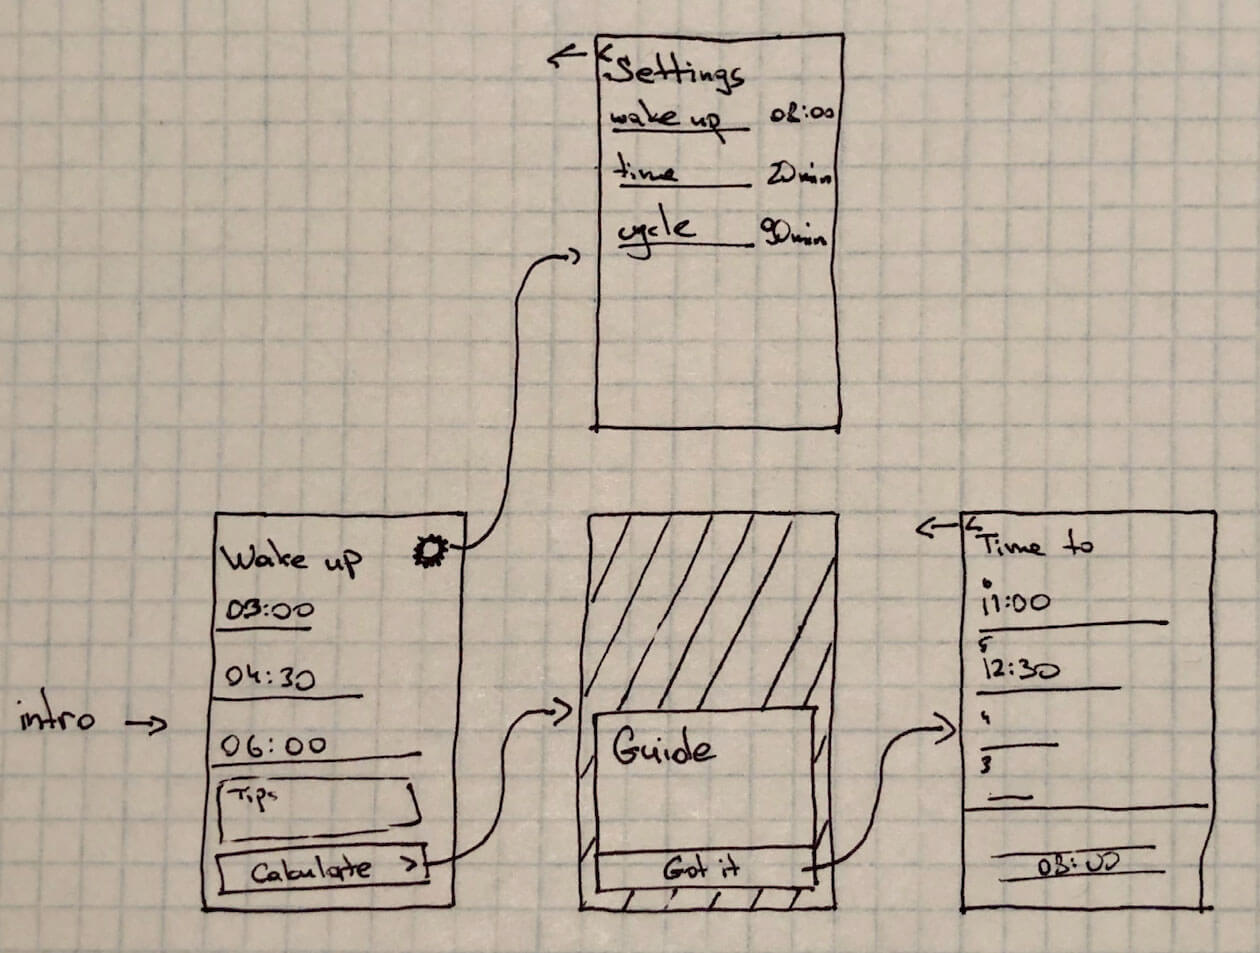 < Settings
wake up 08:00
time 20min
cycle 90min
intro →
Wake up
03:00
04:30
06:00
Tips
Calculate >
Guide
Got it
< Time to
6
11:00
5
12:30
4
3
08:00